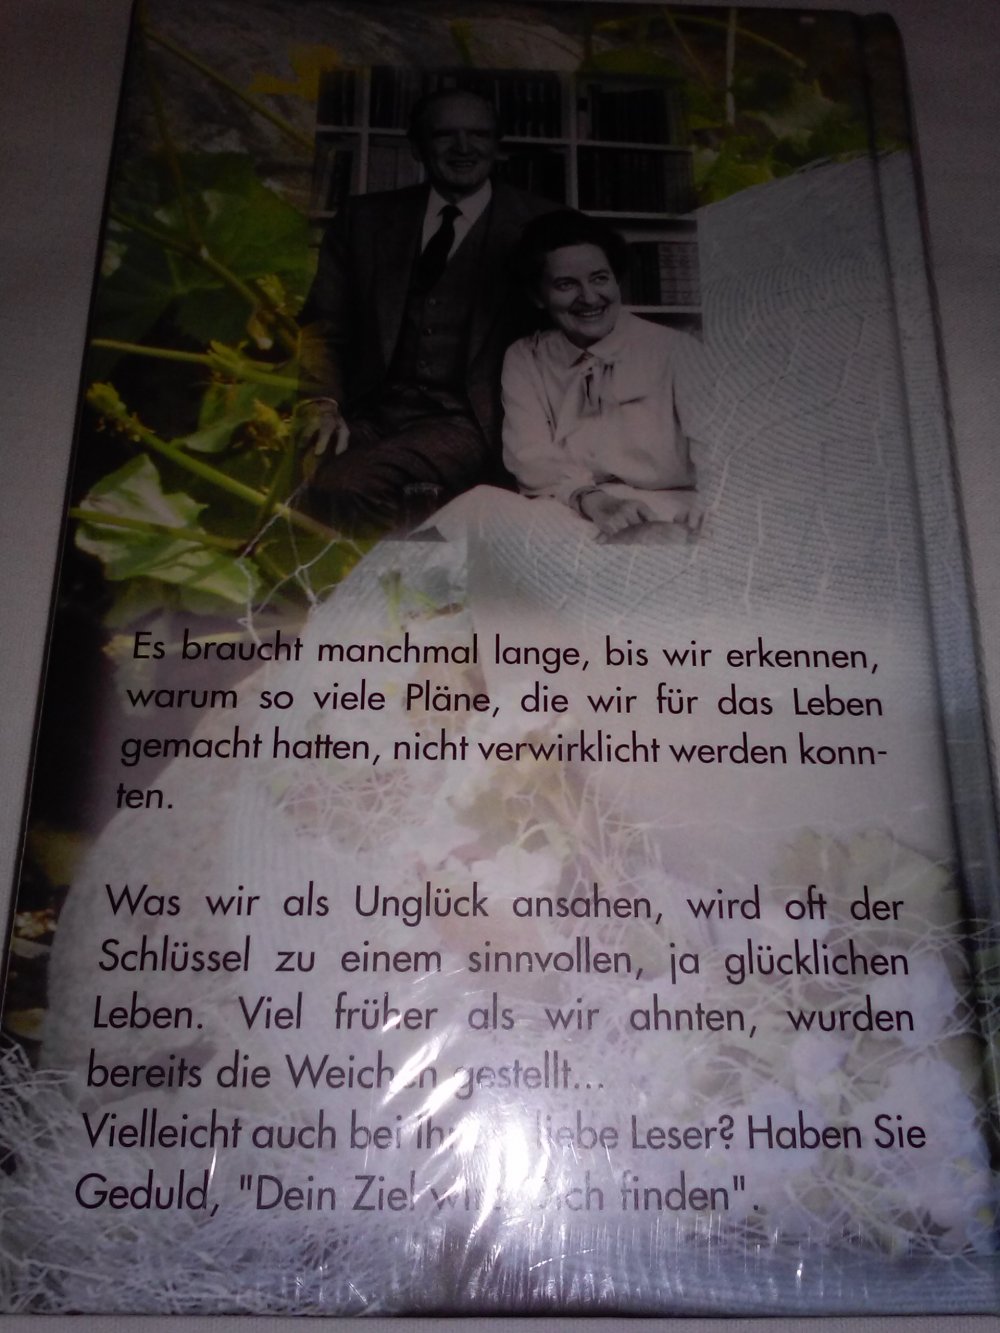 Es braucht manchmal lange, bis wir erkennen,
warum so viele Pläne, die wir für das Leben
gemacht hatten, nicht verwirklicht werden konn-
ten.
Was wir als Unglück ansahen, wird oft der
Schlüssel zu einem sinnvollen, ja glücklichen
Leben. Viel früher als wir ahnten, wurden
bereits die Weichen gestellt...
Vielleicht auch bei Ihnen, liebe Leser? Haben Sie
Geduld, "Dein Ziel wird dich finden".